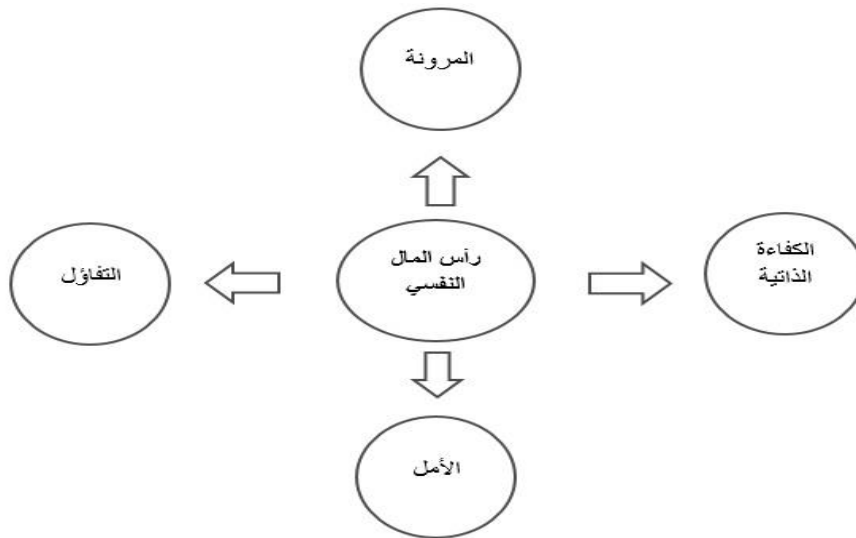 المرونة
رأس المال
النفسي
الكفاءة
الذاتية
التفاؤل
الأمل